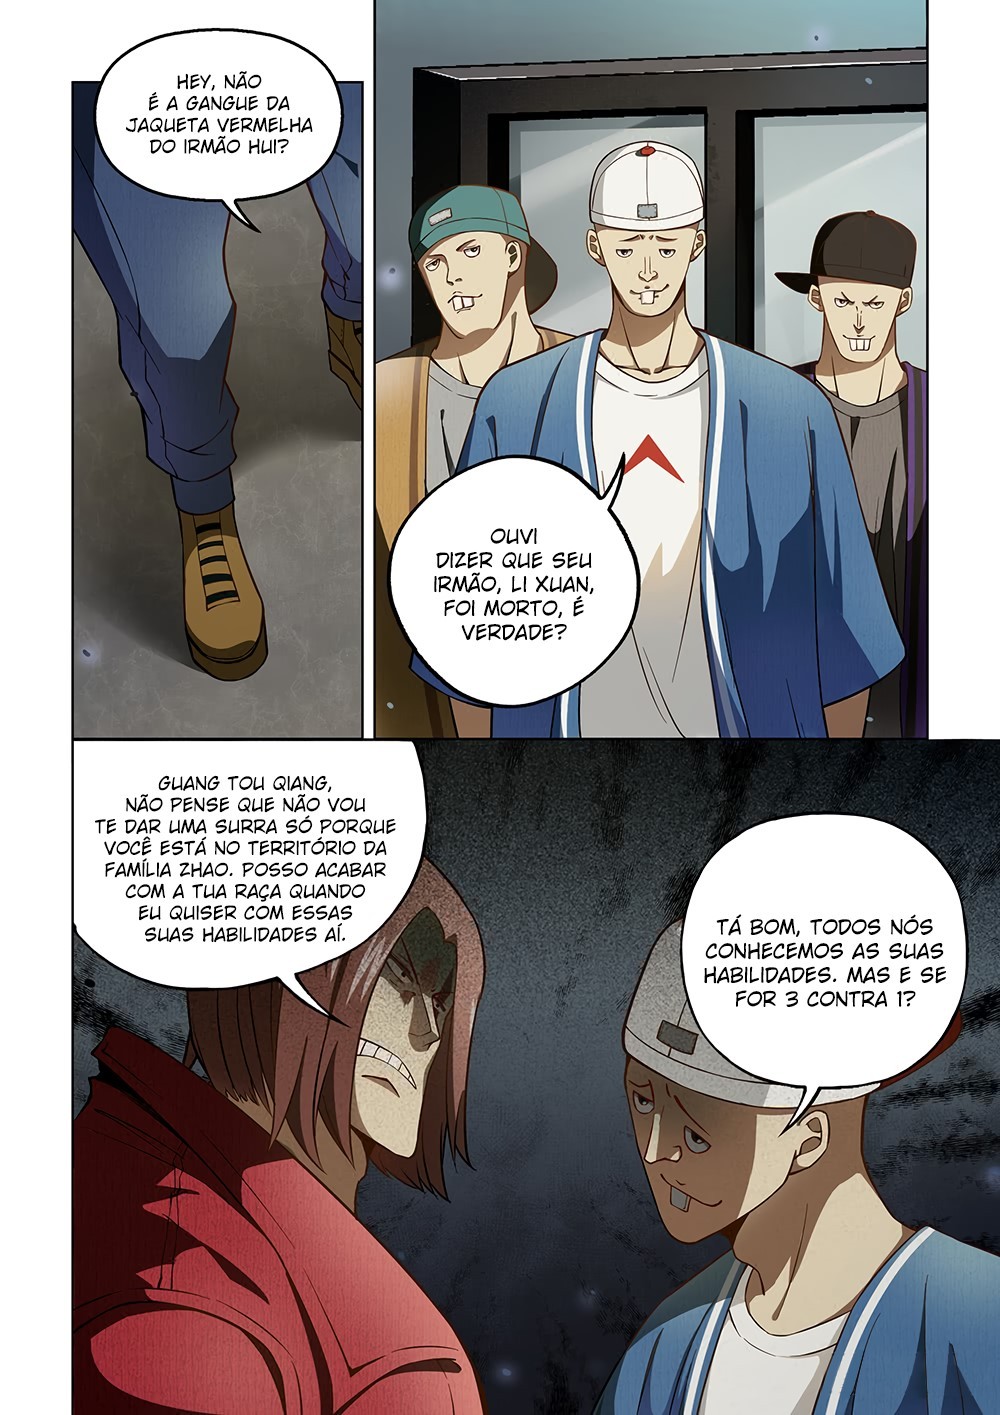 HEY, NÃO
É A GANGUE DA
JAQUETA VERMELHA
DO IRMÃO HUI?
OUVI
DIZER QUE SEU
IRMÃO, LI XUAN,
FOI MORTO, É
VERDADE?
GUANG TOU QIANG,
NÃO PENSE QUE NÃO VOU
TE DAR UMA SURRA SÓ PORQUE
VOCÊ ESTÁ NO TERRITÓRIO DA
FAMÍLIA ZHAO. POSSO ACABAR
COM A TUA RAÇA QUANDO
EU QUISER COM ESSAS
SUAS HABILIDADES AÍ.
TÁ BOM, TODOS NÓS
CONHECEMOS AS SUAS
HABILIDADES. MAS E SE
FOR 3 CONTRA 1?